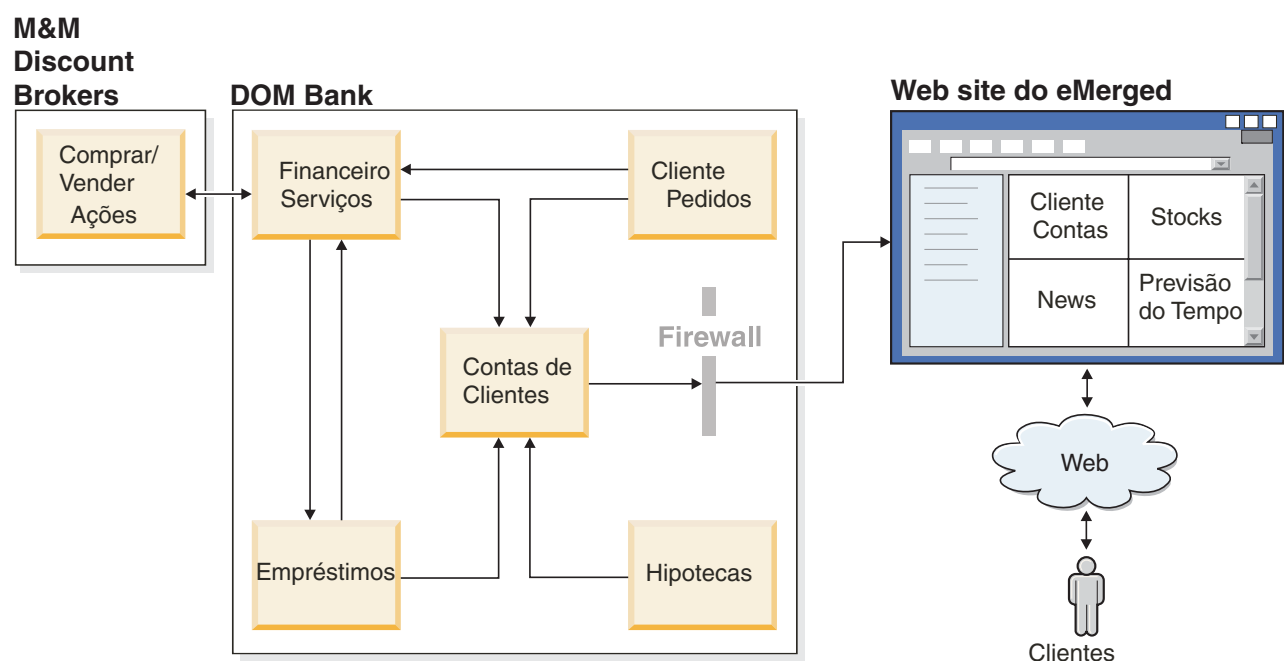 M&M
Discount
Brokers
DOM Bank
Web site do eMerged
Comprar/
Vender
Ações
Financeiro
Serviços
Cliente
Pedidos
Cliente
Contas
Stocks
News
Previsão
do Tempo
Firewall
Contas de
Clientes
Web
Empréstimos
Hipotecas
Clientes